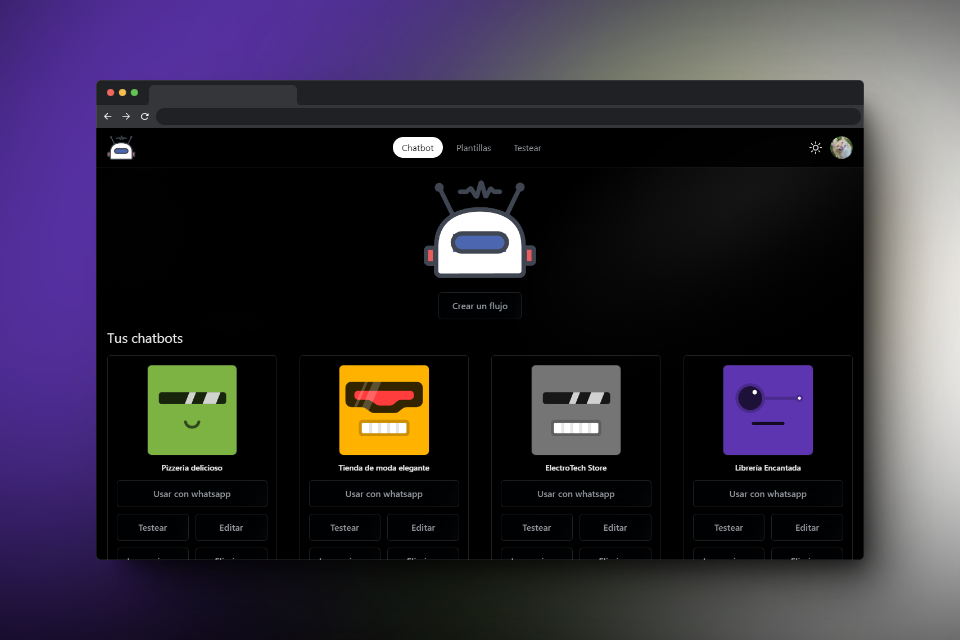 Chatbot Plantillas Testear
Crear un flujo
Tus chatbots
Pizzeria delicioso Tienda de moda elegante ElectroTech Store Librería Encantada
Usar con whatsapp Usar con whatsapp Usar con whatsapp Usar con whatsapp
Testear Editar Testear Editar Testear Editar Testear Editar